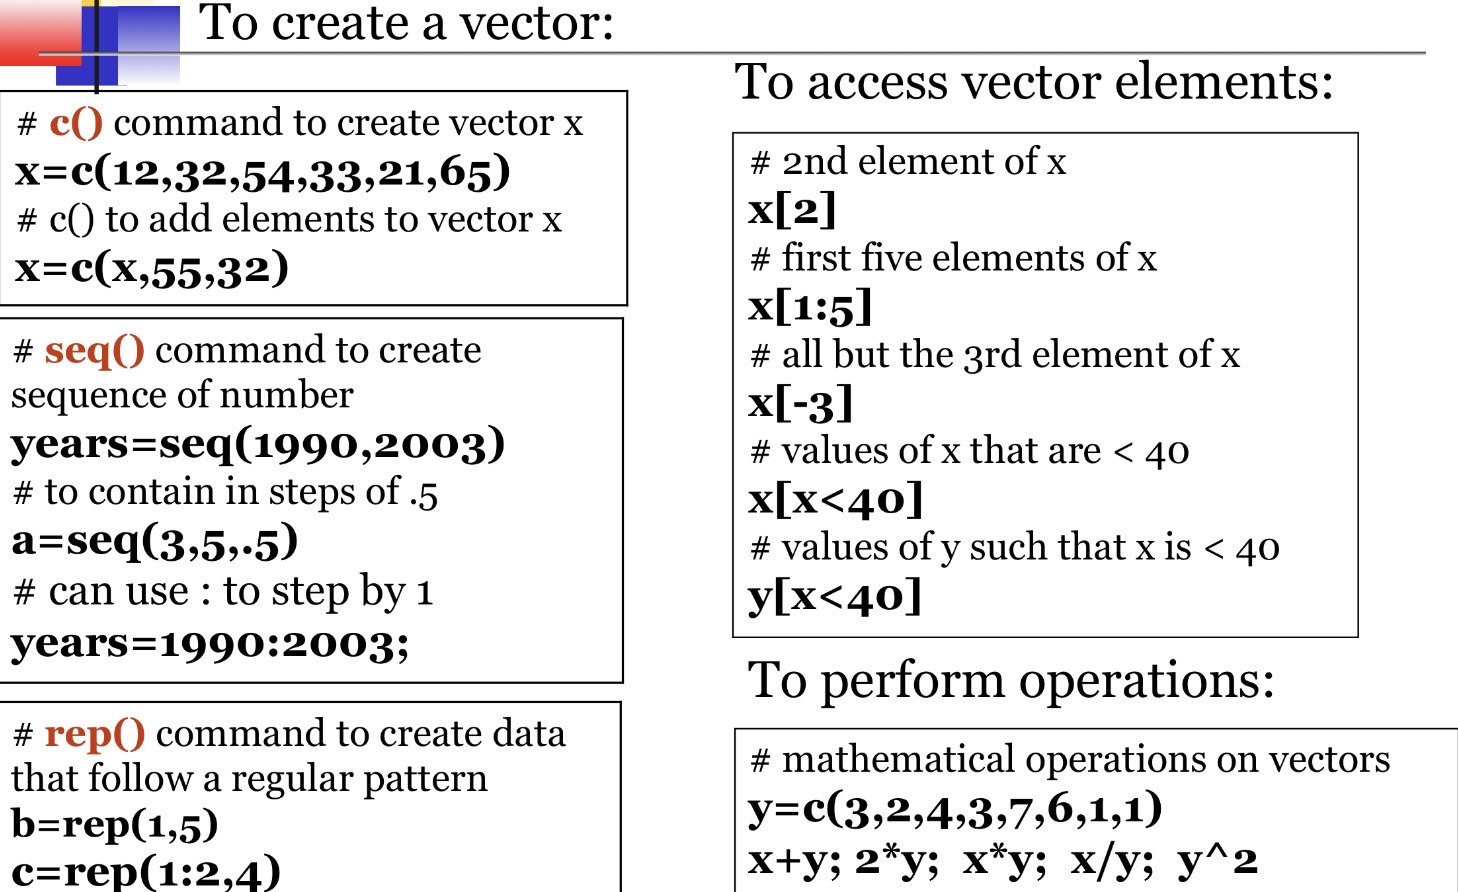 To create a vector:
# c() command to create vector x
x=c(12,32,54,33,21,65)
# c() to add elements to vector x
x=c(x,55,32)
# seq() command to create
sequence of number
years=seq(1990,2003)
# to contain in steps of .5
a=seq(3,5,.5)
# can use : to step by 1
years=1990:2003;
# rep() command to create data
that follow a regular pattern
b=rep(1,5)
c=rep(1:2,4)
To access vector elements:
# 2nd element of x
x[2]
# first five elements of x
x[1:5]
# all but the 3rd element of x
x[-3]
# values of x that are < 40
x[x<40]
# values of y such that x is < 40
y[x<40]
To perform operations:
# mathematical operations on vectors
y=c(3,2,4,3,7,6,1,1)
x+y; 2*y; x*y; x/y; y^2